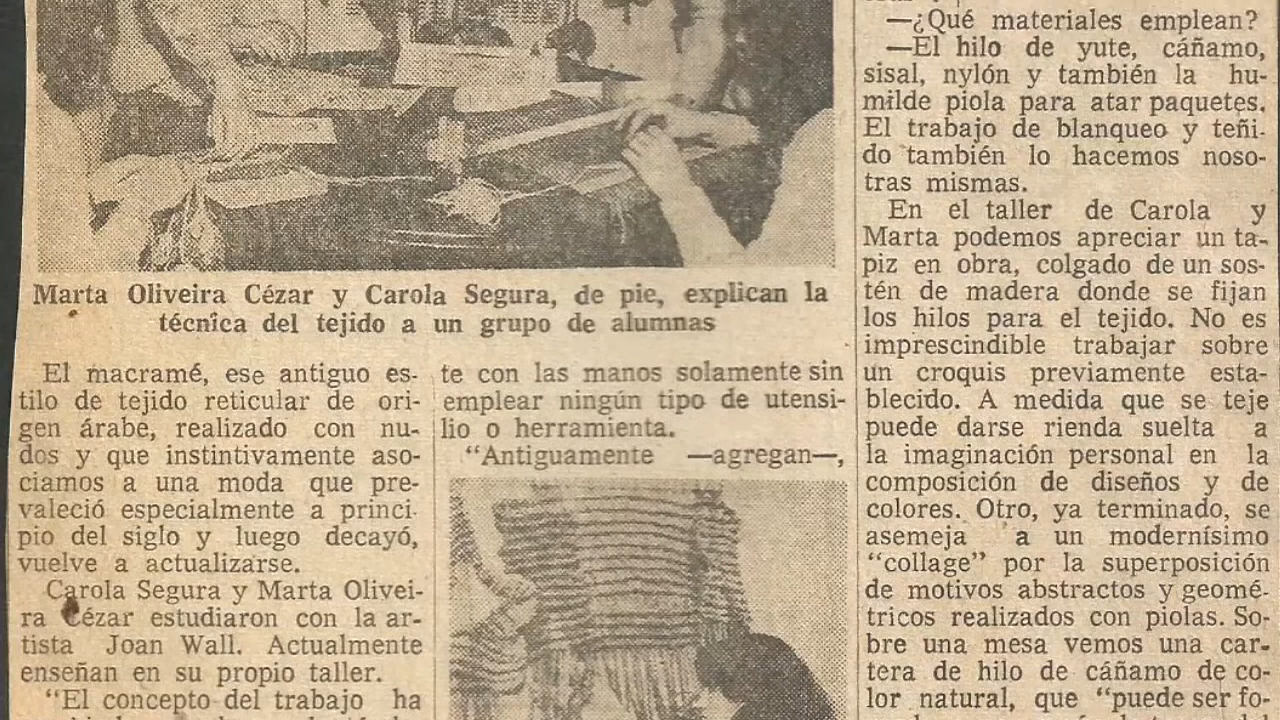 Marta Oliveira Cézar y Carola Segura, de pie, explican la
técnica del tejido a un grupo de alumnas
El macramé, ese antiguo es-
tilo de tejido reticular de ori-
gen árabe, realizado con nu-
dos y que instintivamente aso-
ciamos a una moda que pre-
valeció especialmente a princi-
pio del siglo y luego decayó,
vuelve a actualizarse.
Carola Segura y Marta Olivei-
ra Cézar estudiaron con la ar-
tista Joan Wall. Actualmente
enseñan en su propio taller.
“El concepto del trabajo ha
te con las manos solamente sin
emplear ningún tipo de utensi-
lio o herramienta.
“Antiguamente —agregan—,
—¿Qué materiales emplean?
—El hilo de yute, cáñamo,
sisal, nylón y también la hu-
milde piola para atar paquetes.
El trabajo de blanqueo y teñi-
do también lo hacemos noso-
tras mismas.
En el taller de Carola y
Marta podemos apreciar un ta-
piz en obra, colgado de un sos-
tén de madera donde se fijan
los hilos para el tejido. No es
imprescindible trabajar sobre
un croquis previamente esta-
blecido. A medida que se teje
puede darse rienda suelta a
la imaginación personal en la
composición de diseños y de
colores. Otro, ya terminado, se
asemeja a un modernísimo
“collage” por la superposición
de motivos abstractos y geomé-
tricos realizados con piolas. So-
bre una mesa vemos una car-
tera de hilo de cáñamo de co-
lor natural, que “puede ser fo-